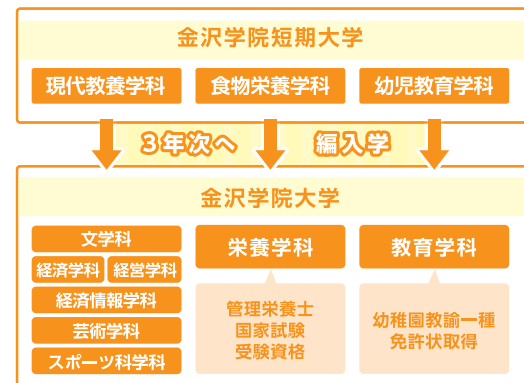 金沢学院短期大学
現代教養学科 食物栄養学科 幼児教育学科
3年次へ 編入学
金沢学院大学
文学科
経済学科 経営学科
経済情報学科
芸術学科
スポーツ科学科
栄養学科
管理栄養士
国家試験
受験資格
教育学科
幼稚園教諭一種
免許状取得